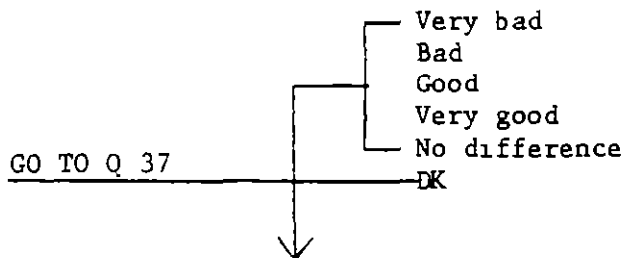 Very bad
Bad
Good
Very good
No difference
GO TO Q 37
DK